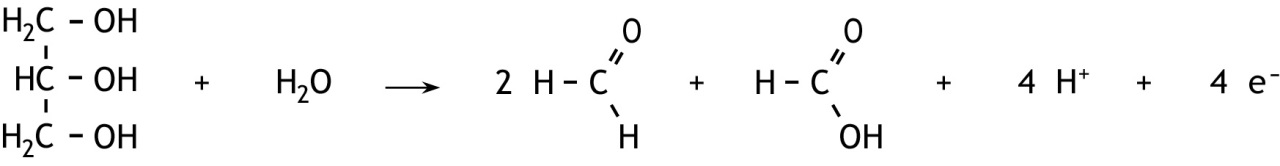 H₂C – OH
HC – OH + H₂O ⟶ 2 H – C = O H + H – C = O OH + 4 H⁺ + 4 e⁻
H₂C – OH